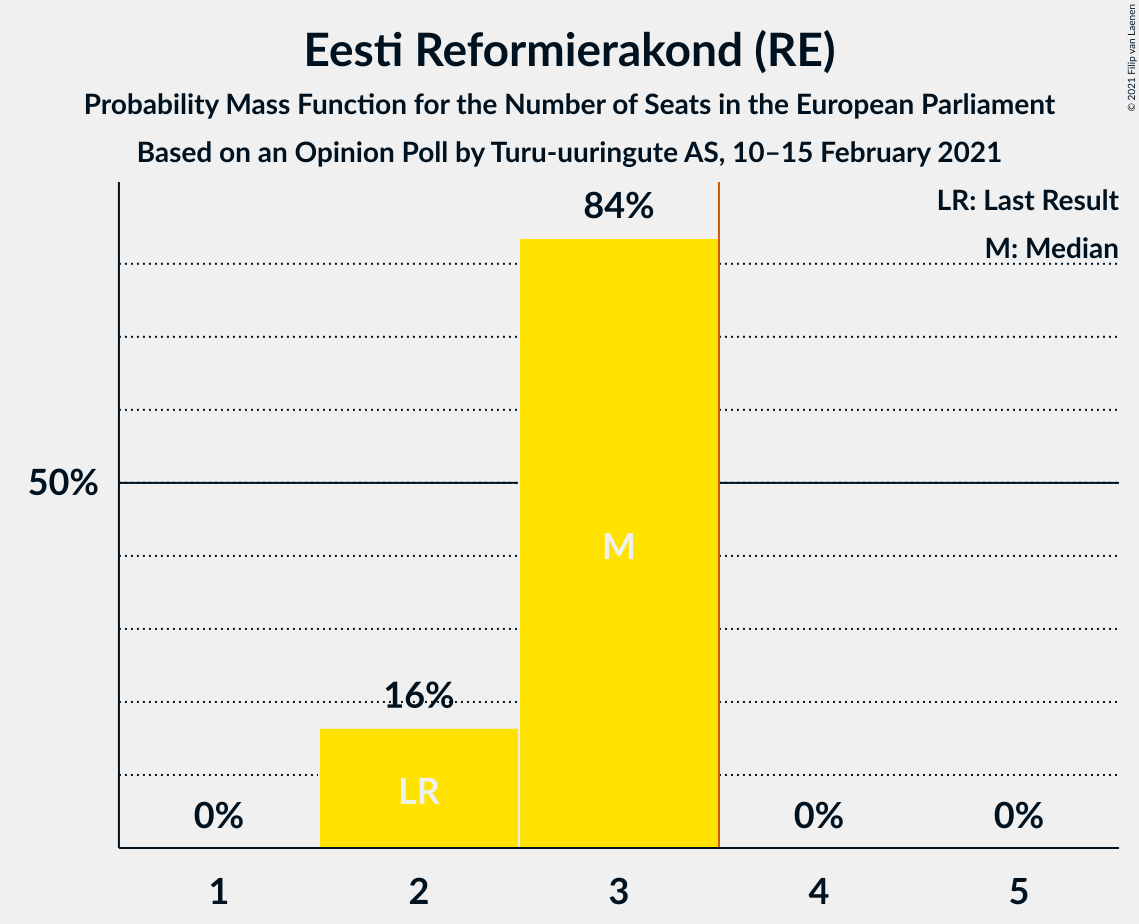 Eesti Reformierakond (RE)
Probability Mass Function for the Number of Seats in the European Parliament
Based on an Opinion Poll by Turu-uuringute AS, 10–15 February 2021
© 2021 Filip van Laenen
LR: Last Result
M: Median
84%
50%
M
16%
LR
0%
0%
0%
1
2
3
4
5